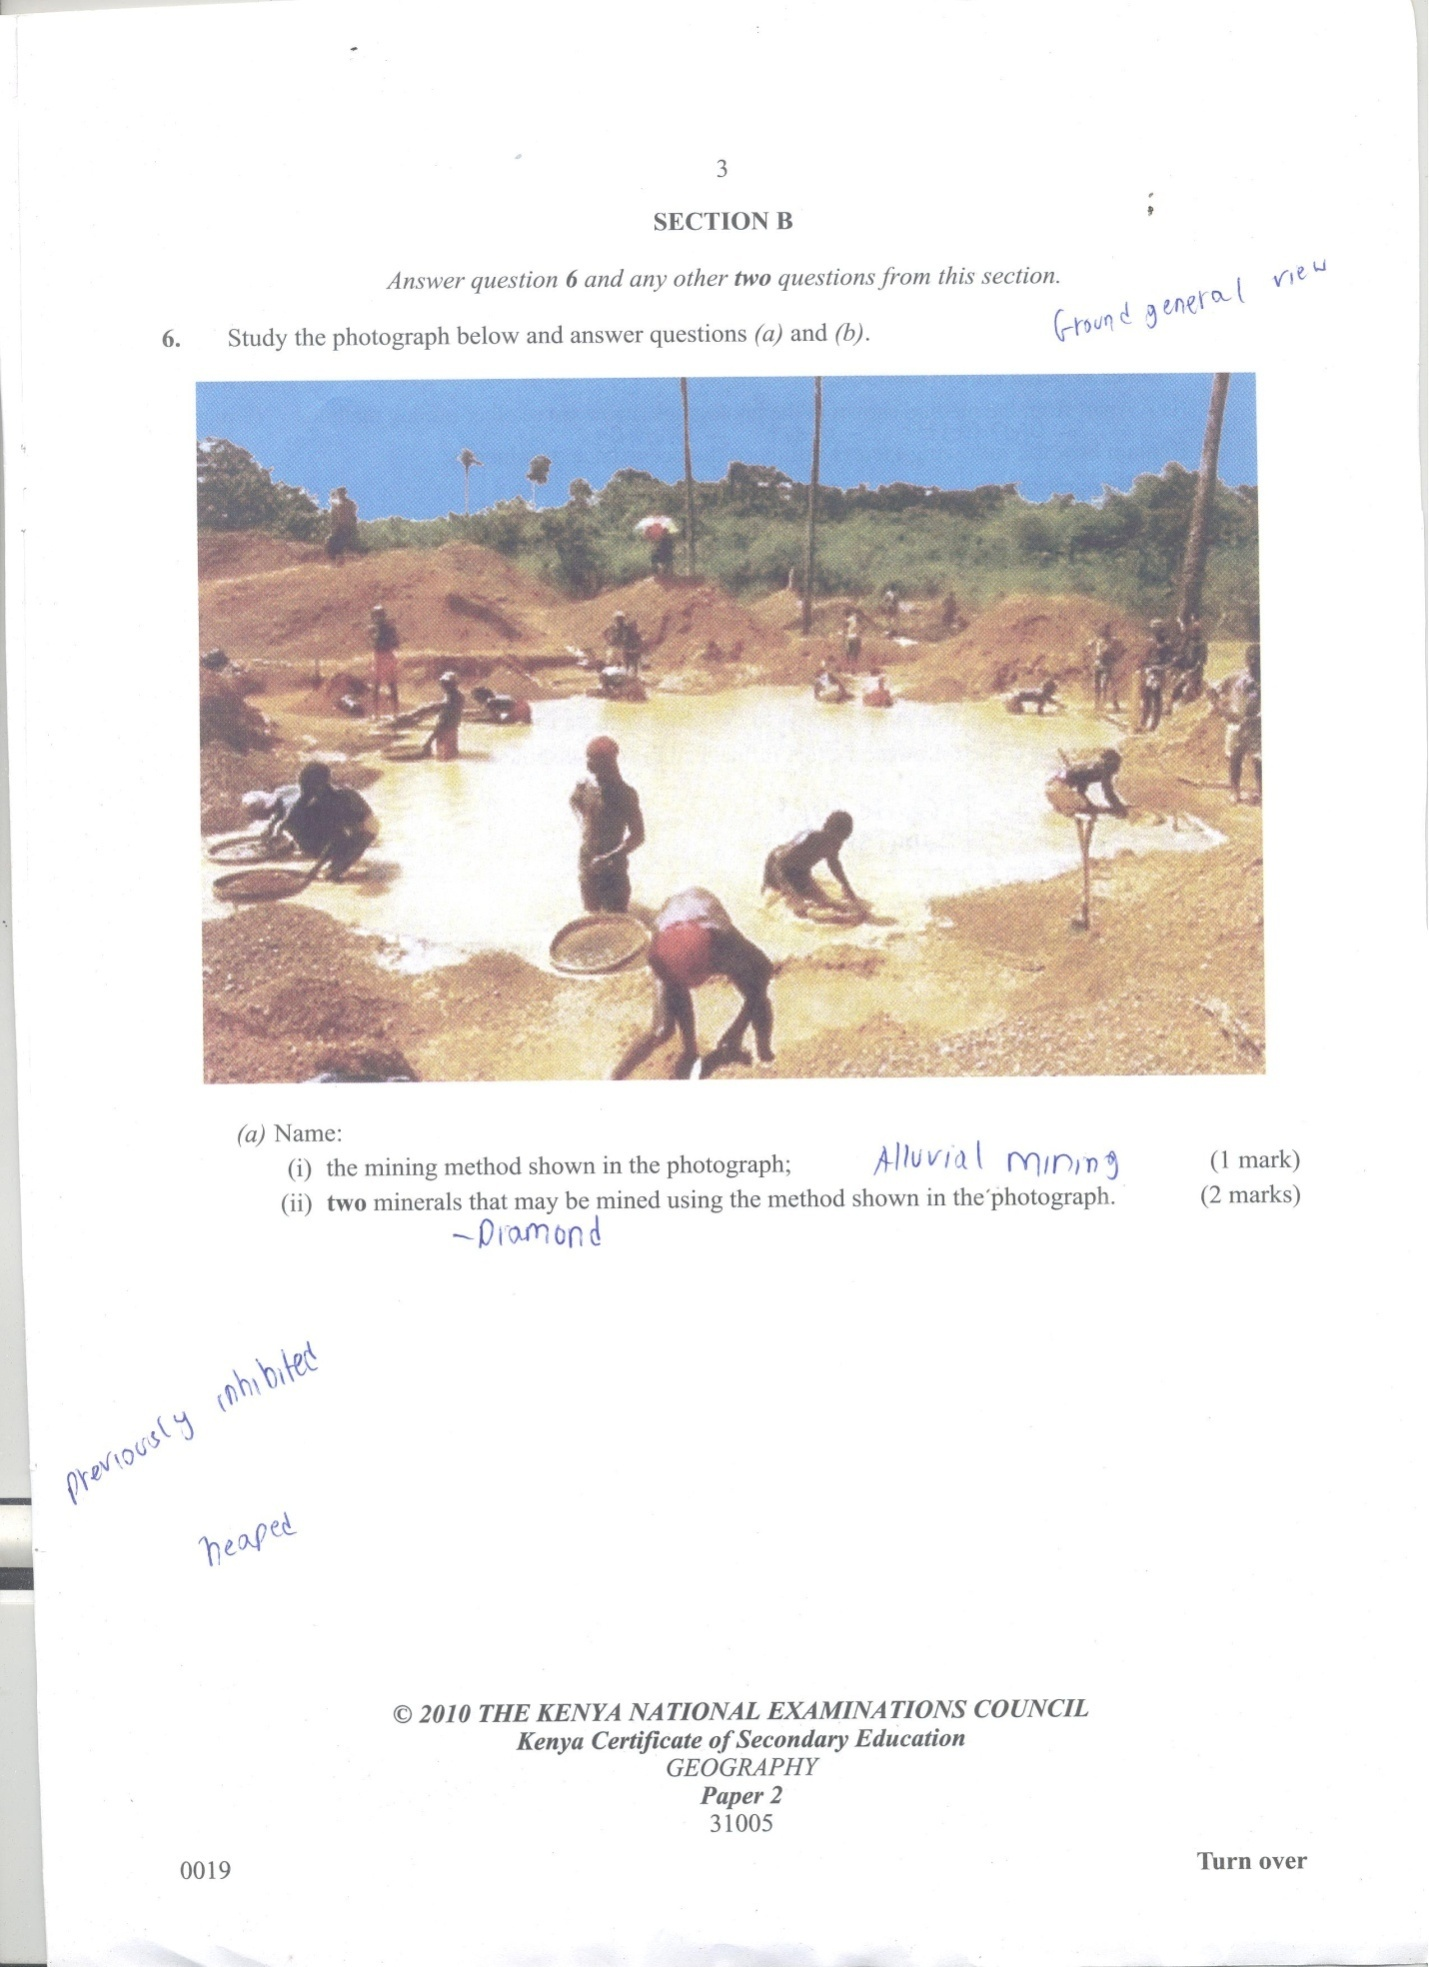 3
SECTION B
Answer question 6 and any other two questions from this section.
Ground general view
6. Study the photograph below and answer questions (a) and (b).
(a) Name:
(i) the mining method shown in the photograph; Alluvial mining (1 mark)
(ii) two minerals that may be mined using the method shown in the photograph. (2 marks)
-Diamond
previously inhibited
heaped
© 2010 THE KENYA NATIONAL EXAMINATIONS COUNCIL
Kenya Certificate of Secondary Education
GEOGRAPHY
Paper 2
31005
0019 Turn over